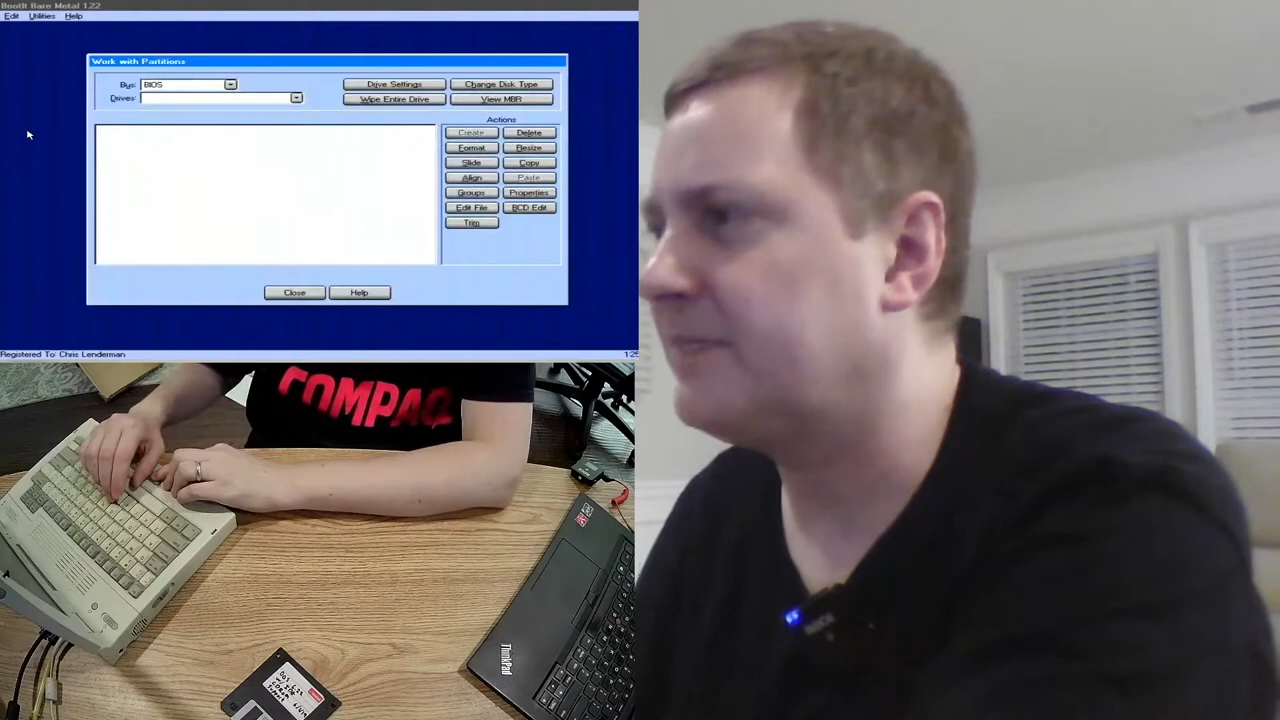 BootIt Bare Metal 1.22
Edit Utilities Help
Work with Partitions
Bus: BIOS
Drives:
Drive Settings Change Disk Type
Wipe Entire Drive View MBR
Actions
Create Delete
Format Resize
Slide Copy
Align Paste
Groups Properties
Edit File BCD Edit
Trim
Close Help
Registered To: Chris Lenderman
1:25
COMPAQ
ThinkPad